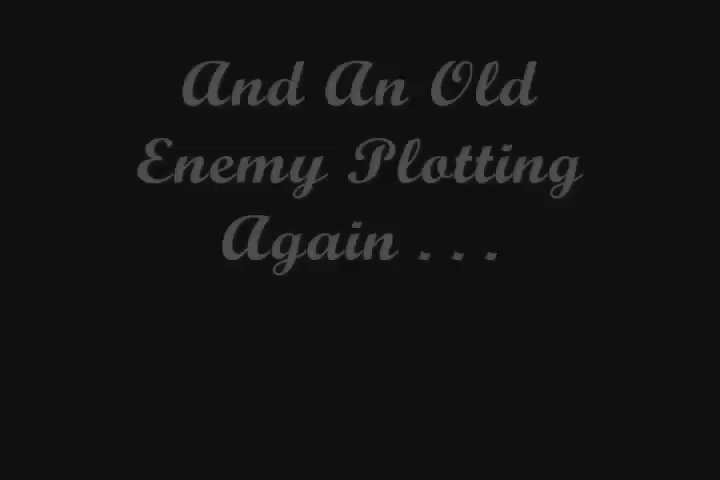 And An Old
Enemy Plotting
Again . . .